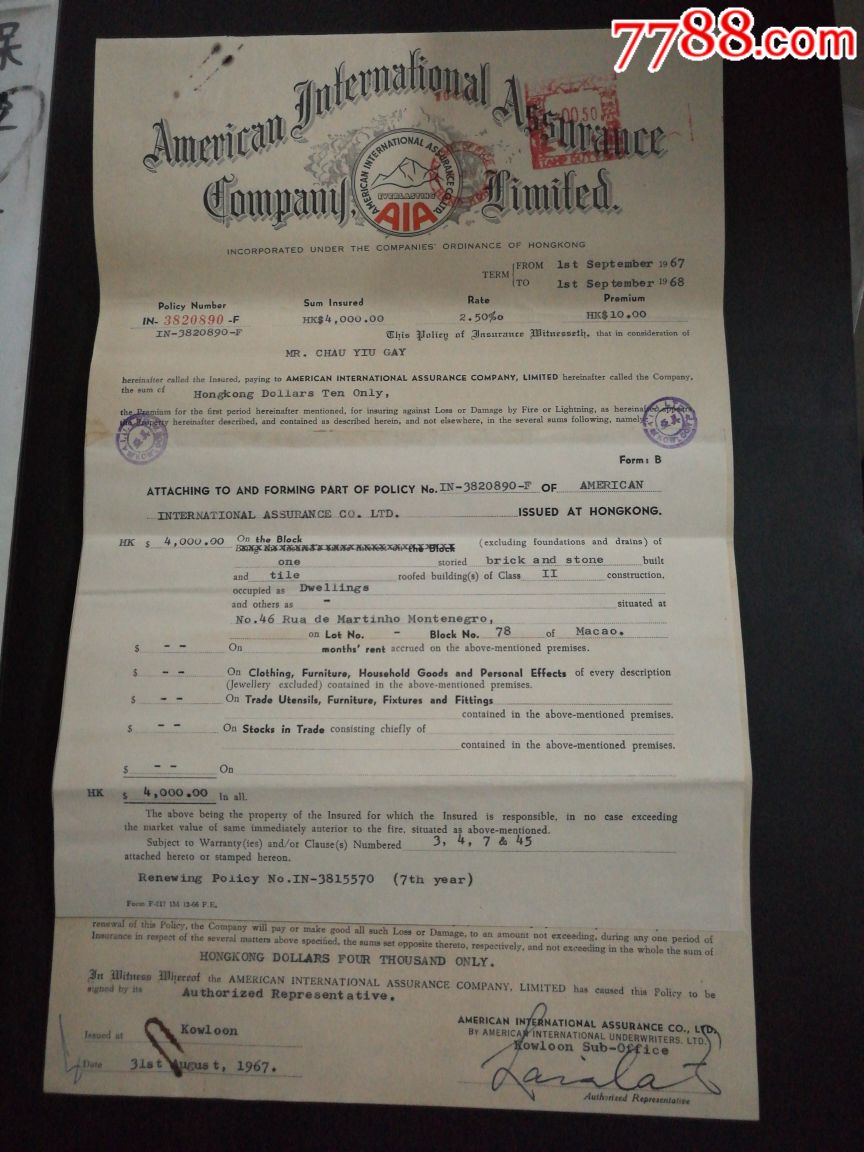 7788.com
American International Assurance
Company, Limited.
AMERICAN INTERNATIONAL ASSURANCE CO. LTD.
EVERLASTING
AIA
00.50
INCORPORATED UNDER THE COMPANIES' ORDINANCE OF HONGKONG
TERM
FROM 1st September 1967
TO 1st September 1968
Policy Number Sum Insured Rate Premium
IN- 3820890 -F HK$4,000.00 2.50%o HK$10.00
IN-3820890-F This Policy of Insurance Witnesseth, that in consideration of
MR. CHAU YIU GAY
hereinafter called the Insured, paying to AMERICAN INTERNATIONAL ASSURANCE COMPANY, LIMITED hereinafter called the Company,
the sum of Hongkong Dollars Ten Only,
the Premium for the first period hereinafter mentioned, for insuring against Loss or Damage by Fire or Lightning, as hereinafter appears
the Property hereinafter described, and contained as described herein, and not elsewhere, in the several sums following, namely
Form: B
ATTACHING TO AND FORMING PART OF POLICY No. IN-3820890-F OF AMERICAN
INTERNATIONAL ASSURANCE CO. LTD. ISSUED AT HONGKONG.
HK $ 4,000.00 On the Block (excluding foundations and drains) of
one storied brick and stone built
and tile roofed building(s) of Class II construction,
occupied as Dwellings
and others as - situated at
No.46 Rua de Martinho Montenegro,
on Lot No. - Block No. 78 of Macao.
$ - - On months' rent accrued on the above-mentioned premises.
$ - - On Clothing, Furniture, Household Goods and Personal Effects of every description
(Jewellery excluded) contained in the above-mentioned premises.
$ - - On Trade Utensils, Furniture, Fixtures and Fittings
contained in the above-mentioned premises.
$ - - On Stocks in Trade consisting chiefly of
contained in the above-mentioned premises.
$ - - On
HK $ 4,000.00 In all.
The above being the property of the Insured for which the Insured is responsible, in no case exceeding
the market value of same immediately anterior to the fire, situated as above-mentioned.
Subject to Warranty(ies) and/or Clause(s) Numbered 3, 4, 7 & 45
attached hereto or stamped hereon.
Renewing Policy No.IN-3815570 (7th year)
Form F-217 1M 12-66 P.E.
renewal of this Policy, the Company will pay or make good all such Loss or Damage, to an amount not exceeding, during any one period of
Insurance in respect of the several matters above specified, the sums set opposite thereto, respectively, and not exceeding in the whole the sum of
HONGKONG DOLLARS FOUR THOUSAND ONLY.
In Witness Whereof the AMERICAN INTERNATIONAL ASSURANCE COMPANY, LIMITED has caused this Policy to be
signed by its Authorized Representative.
Issued at Kowloon
Date 31st August, 1967.
AMERICAN INTERNATIONAL ASSURANCE CO., LTD.
BY AMERICAN INTERNATIONAL UNDERWRITERS, LTD.
Kowloon Sub-Office
Authorized Representative